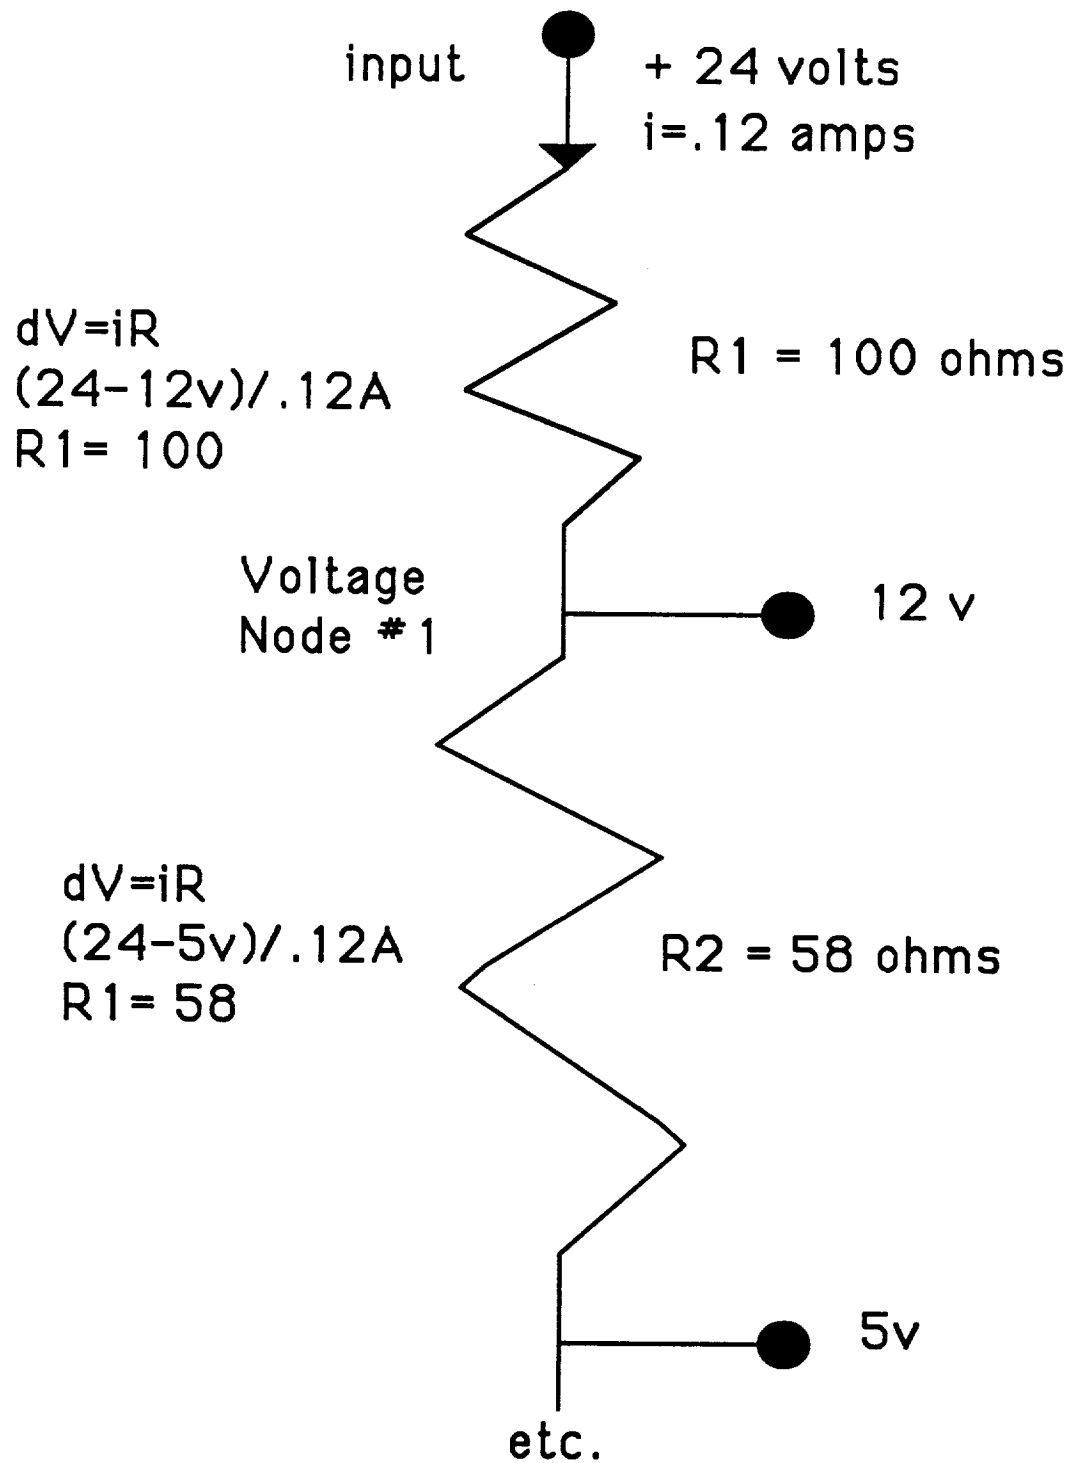 input
+ 24 volts
i=.12 amps
dV=iR
(24-12v)/.12A
R1= 100
R1 = 100 ohms
Voltage
Node #1
12 v
dV=iR
(24-5v)/.12A
R1= 58
R2 = 58 ohms
5v
etc.